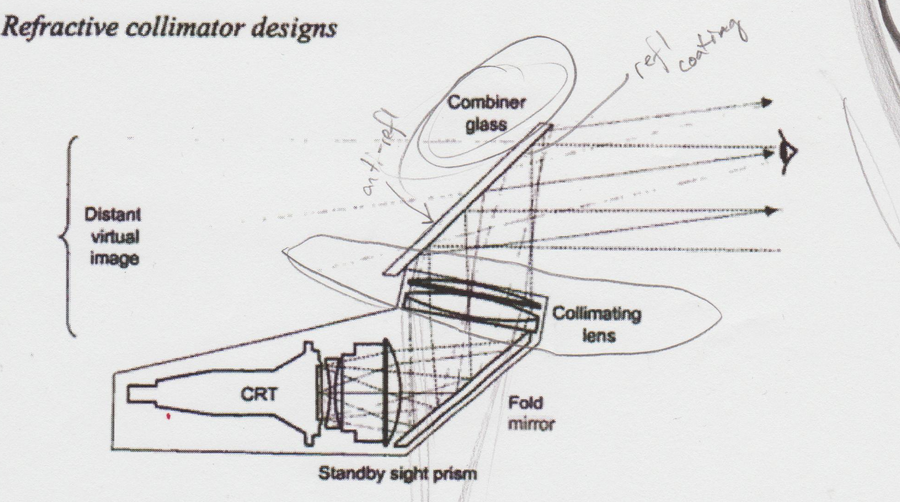 Refractive collimator designs
refl
coating
Combiner
glass
anti-refl
Distant
virtual
image
Collimating
lens
CRT
Fold
mirror
Standby sight prism